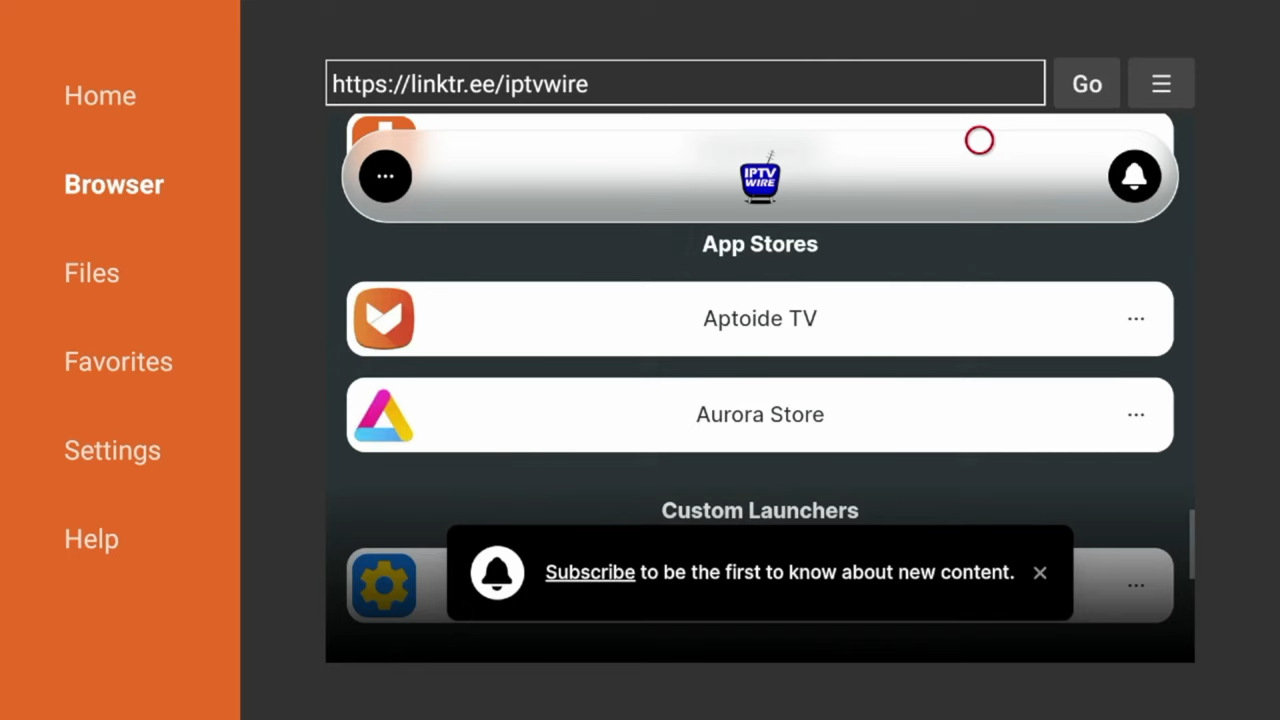 Home
Browser
Files
Favorites
Settings
Help
https://linktr.ee/iptvwire
Go
IPTV
WIRE
App Stores
Aptoide TV
Aurora Store
Custom Launchers
Subscribe to be the first to know about new content.